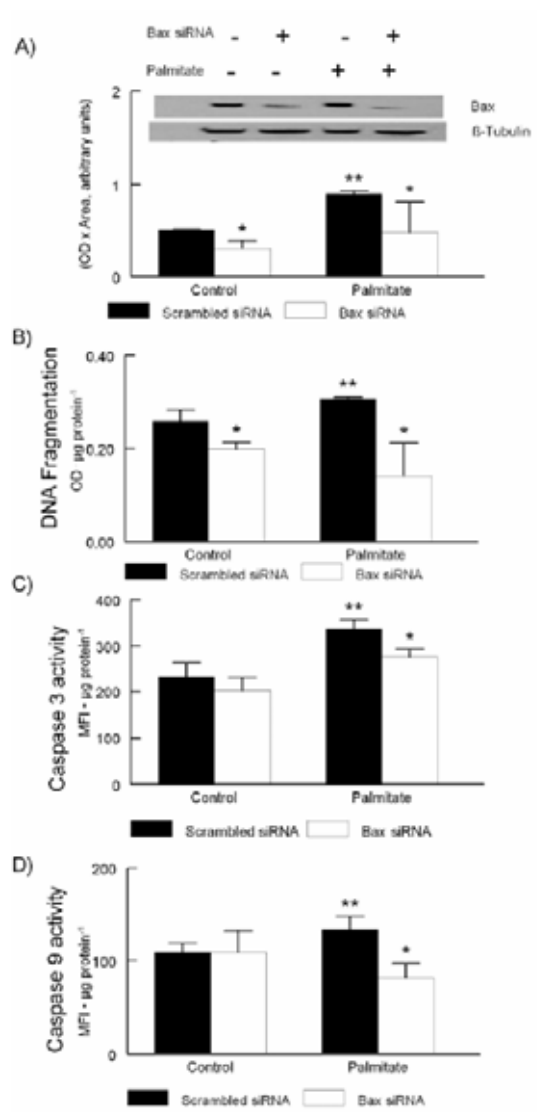 Bax siRNA - + - +
A)
Palmitate - - + +
2
Bax
ß-Tubulin
(OD x Area, arbitrary units)
1
** *
*
0
Control Palmitate
Scrambled siRNA Bax siRNA
B)
DNA Fragmentation
OD· µg protein-1
0.40
**
* *
0.20
0.00
Control Palmitate
Scrambled siRNA Bax siRNA
C)
Caspase 3 activity
MFI • µg protein-1
400
**
*
300
200
100
0
Control Palmitate
Scrambled siRNA Bax siRNA
D)
Caspase 9 activity
MFI • µg protein-1
200
**
*
100
0
Control Palmitate
Scrambled siRNA Bax siRNA